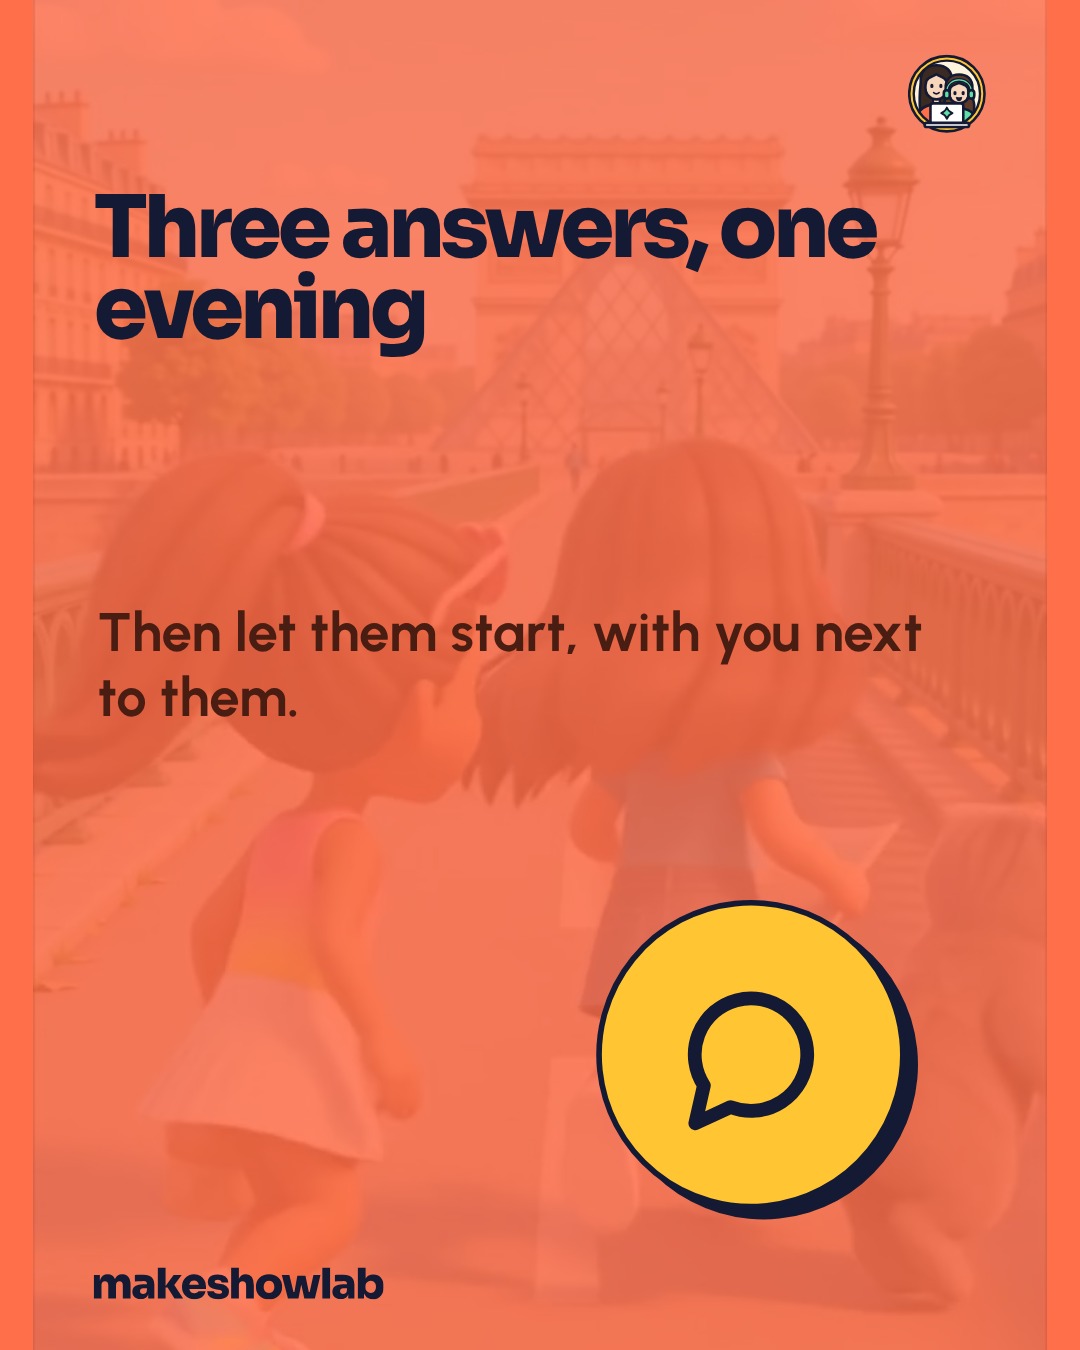 Three answers, one
evening
Then let them start, with you next
to them.
makeshowlab